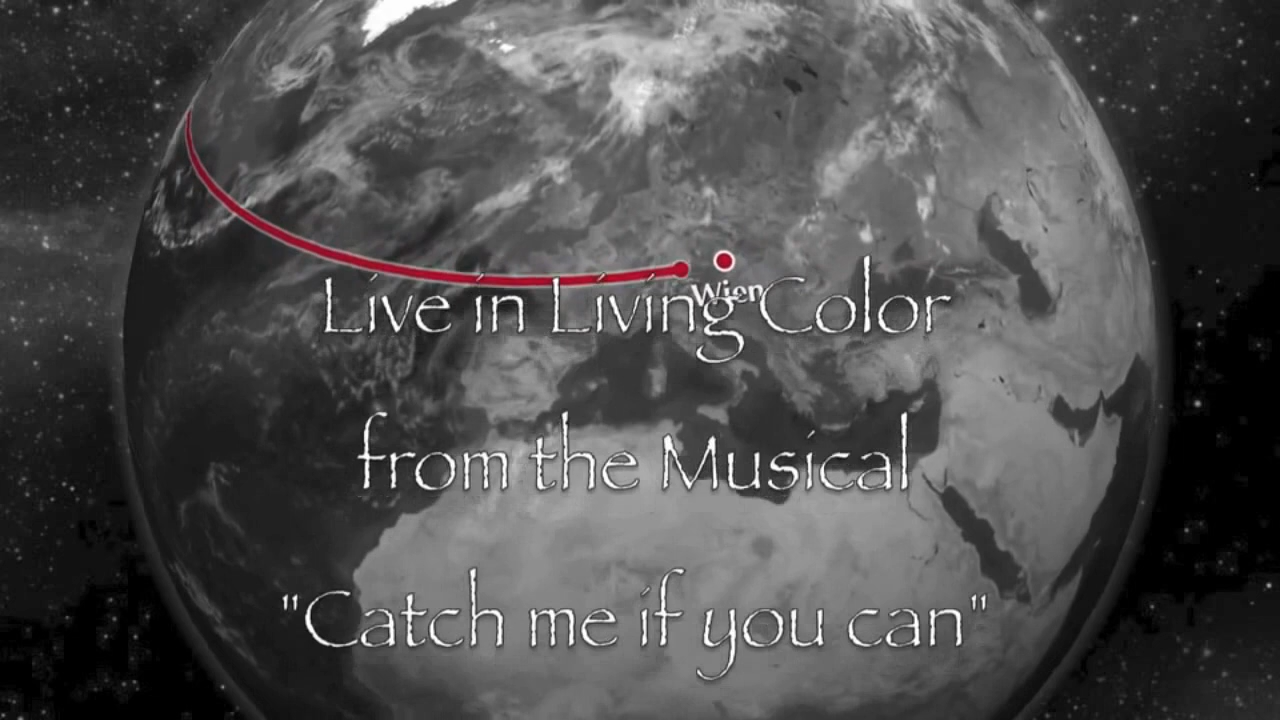 Wien
Live in Living Color
from the Musical
"Catch me if you can"